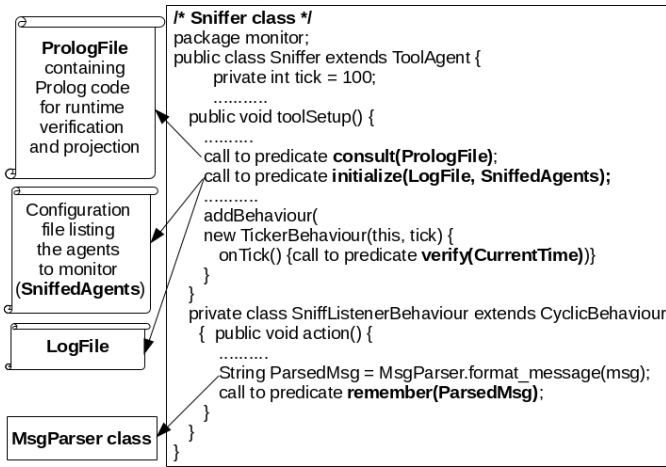 PrologFile
containing
Prolog code
for runtime
verification
and projection
Configuration
file listing
the agents
to monitor
(SniffedAgents)
LogFile
MsgParser class
/* Sniffer class */
package monitor;
public class Sniffer extends ToolAgent {
private int tick = 100;
...........
public void toolSetup() {
..........
call to predicate consult(PrologFile);
call to predicate initialize(LogFile, SniffedAgents);
...........
addBehaviour(
new TickerBehaviour(this, tick) {
onTick() {call to predicate verify(CurrentTime))}
}
}
private class SniffListenerBehaviour extends CyclicBehaviour
{ public void action() {
..........
String ParsedMsg = MsgParser.format_message(msg);
call to predicate remember(ParsedMsg);
}
}
}